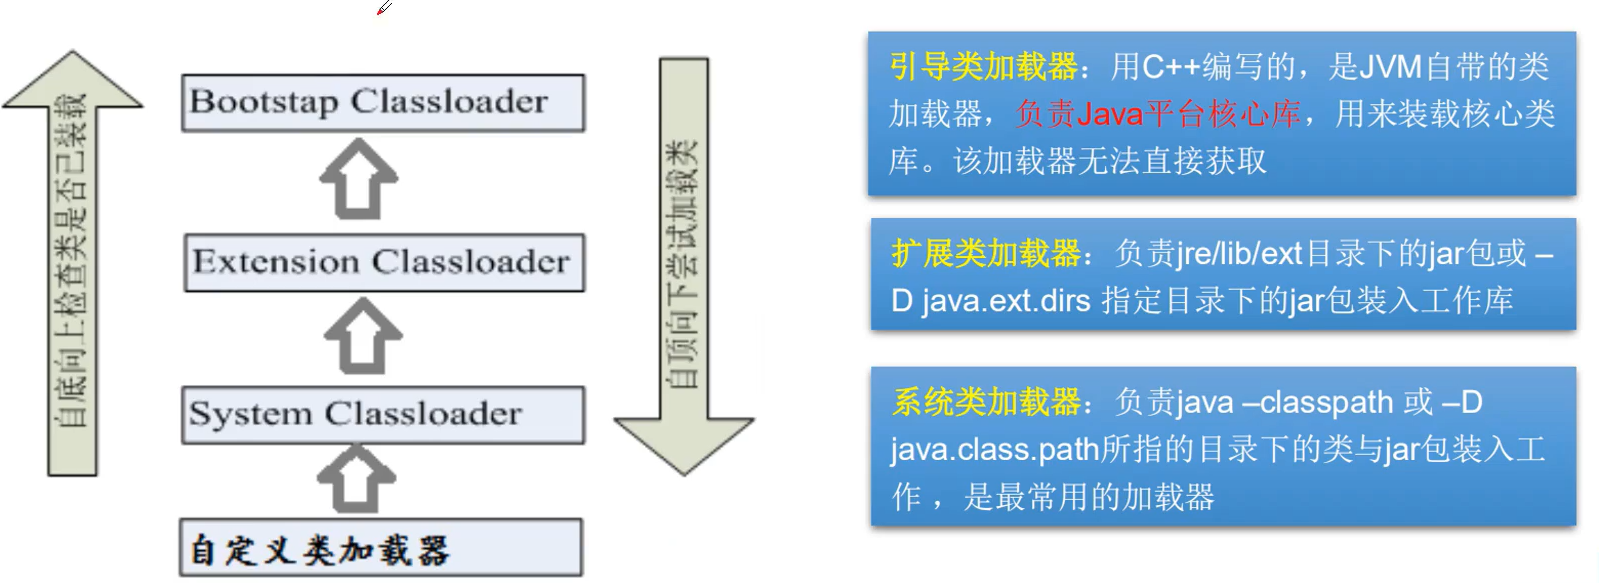 自底向上检查类是否已装载
Bootstap Classloader
Extension Classloader
System Classloader
自定义类加载器
自顶向下尝试加载类
引导类加载器：用C++编写的，是JVM自带的类
加载器，负责Java平台核心库，用来装载核心类
库。该加载器无法直接获取
扩展类加载器：负责jre/lib/ext目录下的jar包或 –
D java.ext.dirs 指定目录下的jar包装入工作库
系统类加载器：负责java –classpath 或 –D
java.class.path所指的目录下的类与jar包装入工
作 ，是最常用的加载器